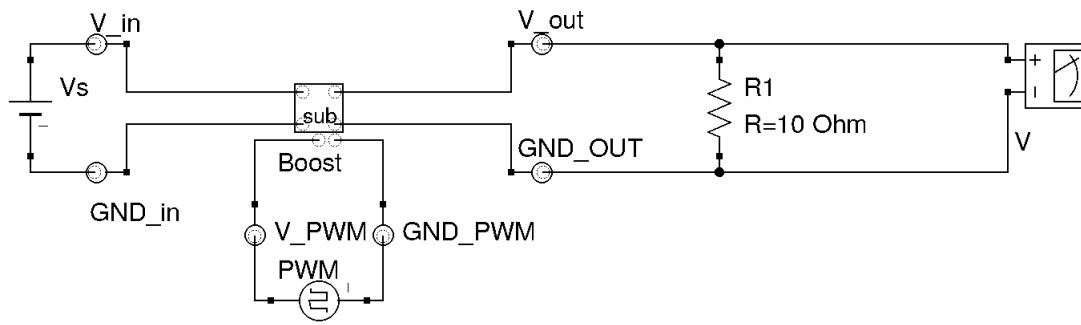 V_in
V_out
Vs
sub
R1
R=10 Ohm
Boost
GND_OUT
V
GND_in
V_PWM
GND_PWM
PWM